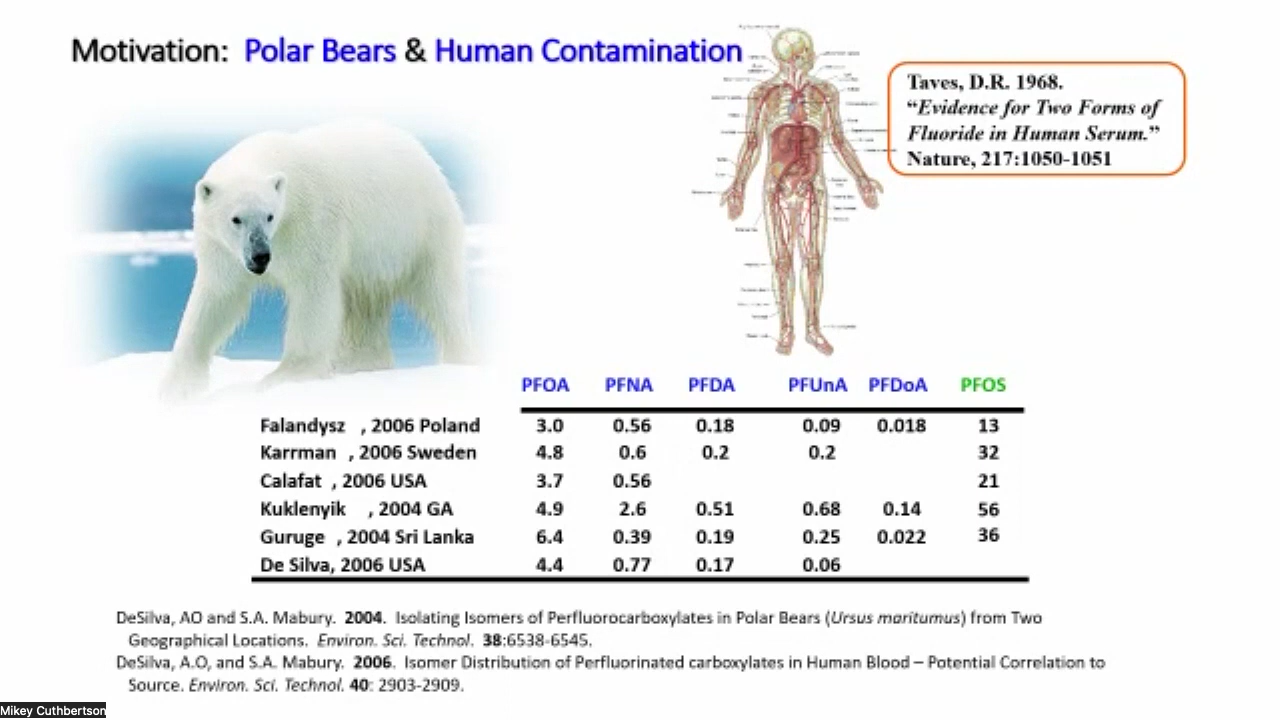 Motivation: Polar Bears & Human Contamination
Taves, D.R. 1968.
“Evidence for Two Forms of
Fluoride in Human Serum.”
Nature, 217:1050-1051
PFOA PFNA PFDA PFUnA PFDoA PFOS
Falandysz , 2006 Poland 3.0 0.56 0.18 0.09 0.018 13
Karrman , 2006 Sweden 4.8 0.6 0.2 0.2 32
Calafat , 2006 USA 3.7 0.56 21
Kuklenyik , 2004 GA 4.9 2.6 0.51 0.68 0.14 56
Guruge , 2004 Sri Lanka 6.4 0.39 0.19 0.25 0.022 36
De Silva, 2006 USA 4.4 0.77 0.17 0.06
DeSilva, AO and S.A. Mabury. 2004. Isolating Isomers of Perfluorocarboxylates in Polar Bears (Ursus maritumus) from Two
Geographical Locations. Environ. Sci. Technol. 38:6538-6545.
DeSilva, A.O, and S.A. Mabury. 2006. Isomer Distribution of Perfluorinated carboxylates in Human Blood – Potential Correlation to
Source. Environ. Sci. Technol. 40: 2903-2909.
Mikey Cuthbertson